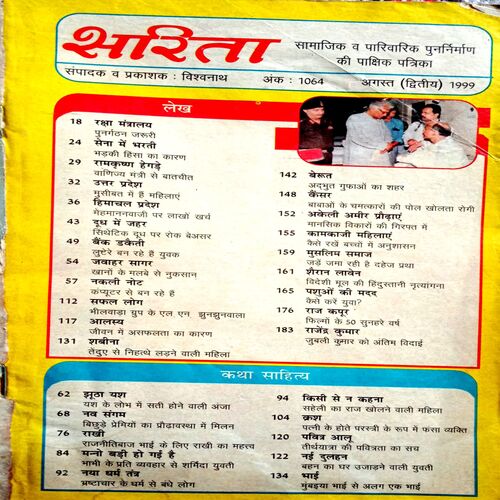 सरिता
सामाजिक व पारिवारिक पुनर्निर्माण
की पाक्षिक पत्रिका
संपादक व प्रकाशक : विश्वनाथ अंक : 1064 अगस्त (द्वितीय) 1999
लेख
18 रक्षा मंत्रालय
पुनर्गठन जरूरी
24 सेना में भरती
भड़की हिंसा का कारण
29 रामकृष्ण हेगड़े
वाणिज्य मंत्री से बातचीत
32 उत्तर प्रदेश
मुसीबत में हैं महिलाएं
36 हिमाचल प्रदेश
मेहमाननवाजी पर लाखों खर्च
43 दूध में जहर
सिंथेटिक दूध पर रोक बेअसर
49 बैंक डकैती
लुटेरे बन रहे हैं युवक
54 जवाहर सागर
खानों के मलबे से नुकसान
57 नकली नोट
कंप्यूटर से बन रहे हैं
112 सफल लोग
भीलवाड़ा ग्रुप के एल एन झुनझुनवाला
117 आलस्य
जीवन में असफलता का कारण
131 शबीना
तेंदुए से निहत्थे लड़ने वाली महिला
142 बेरूत
अद्भुत गुफाओं का शहर
148 कैंसर
बाबाओं के चमत्कारों की पोल खोलता रोगी
152 अकेली अमीर प्रौढ़ाएं
मानसिक विकारों की गिरफ्त में
155 कामकाजी महिलाएं
कैसे रखें बच्चों में अनुशासन
159 मुसलिम समाज
जड़ें जमा रही है दहेज प्रथा
161 शैरान लावेन
विदेशी मूल की हिंदुस्तानी नृत्यांगना
165 पशुओं की मदद
कैसे करें युवा?
176 राज कपूर
फिल्मों के 50 सुनहरे वर्ष
183 राजेंद्र कुमार
जुबली कुमार को अंतिम विदाई
कथा साहित्य
62 झूठा यश
यश के लोभ में सती होने वाली अंजा
68 नव संगम
बिछुड़े प्रेमियों का प्रौढ़ावस्था में मिलन
76 राखी
राजनीतिबाज भाई के लिए राखी का महत्त्व
84 मन्नो बड़ी हो गई है
भाभी के प्रति व्यवहार से शर्मिंदा युवती
92 नया धर्म तंत्र
भ्रष्टाचार के धर्म से बंधे लोग
94 किसी से न कहना
सहेली का राज खोलने वाली महिला
104 क्रश
पत्नी के होते परस्त्री के रूप में फंसा व्यक्ति
120 पवित्र आलू
तीर्थयात्रा की पवित्रता का सच
122 नई दुलहन
बहन का घर उजाड़ने वाली युवती
134 भाई
मुंबइया भाई से अलग एक भाई